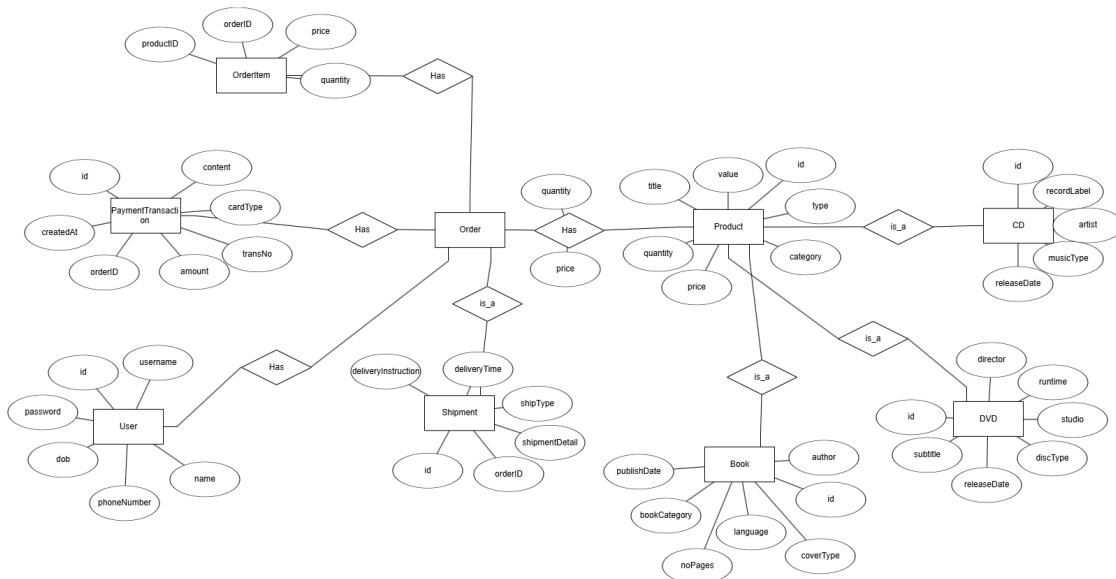 orderID
price
productID
OrderItem
quantity
Has
id
content
PaymentTransacti
on
cardType
createdAt
transNo
orderID
amount
Has
Order
quantity
Has
price
title
value
id
type
Product
quantity
category
price
is_a
id
recordLabel
CD
artist
musicType
releaseDate
is_a
Has
id
username
password
User
dob
name
phoneNumber
deliveryInstruction
deliveryTime
shipType
Shipment
shipmentDetail
id
orderID
is_a
is_a
director
runtime
id
DVD
studio
subtitle
discType
releaseDate
publishDate
Book
author
id
bookCategory
language
coverType
noPages